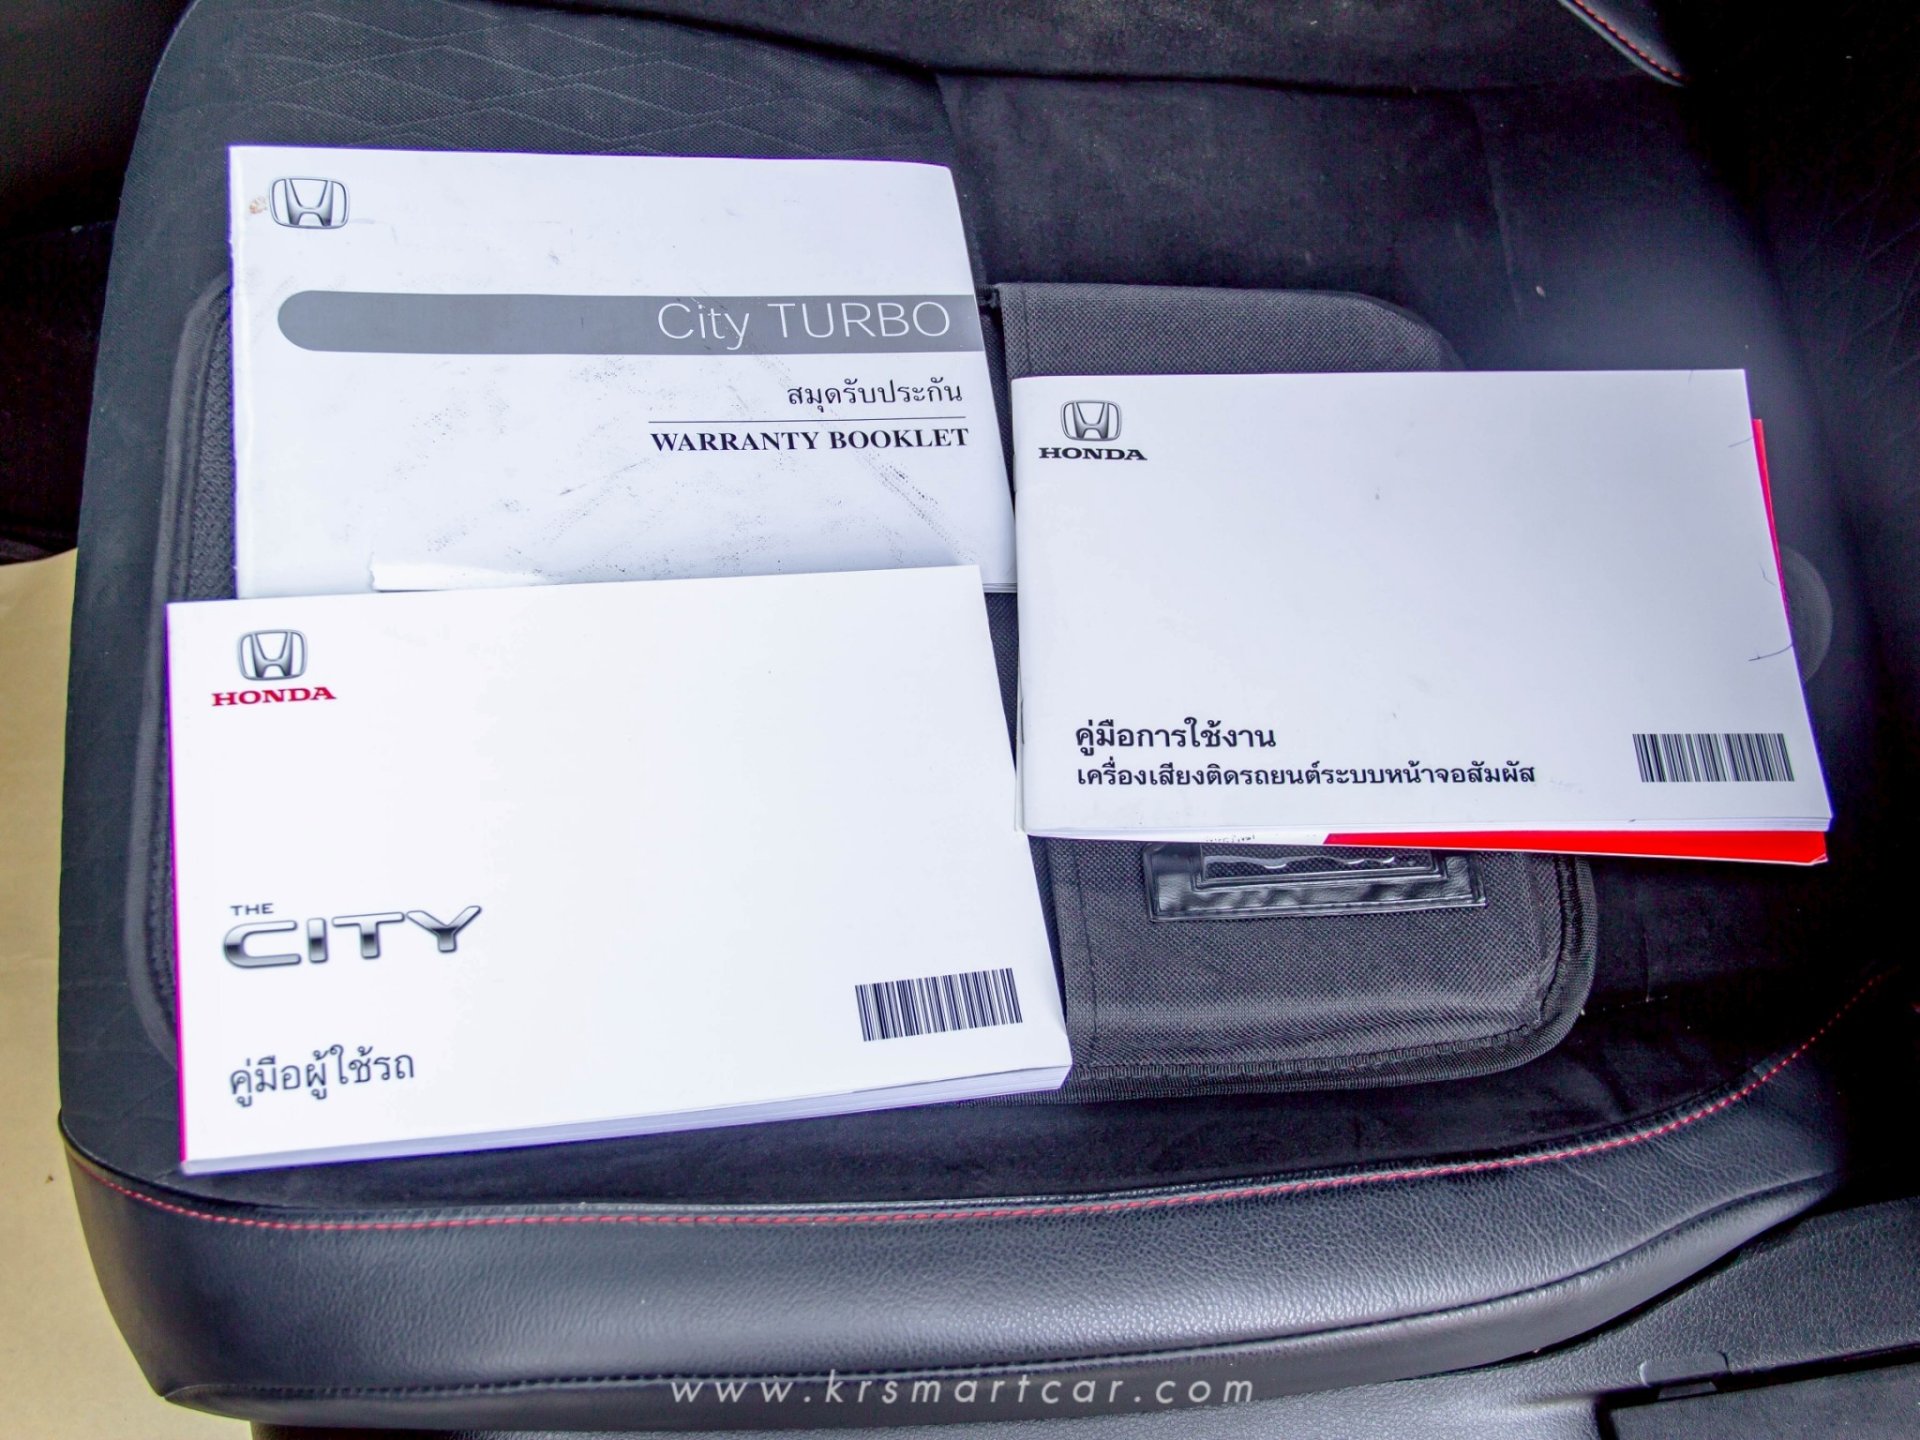 City TURBO
สมุดรับประกัน
WARRANTY BOOKLET
HONDA
คู่มือการใช้งาน
เครื่องเสียงติดรถยนต์ระบบหน้าจอสัมผัส
HONDA
THE
CITY
คู่มือผู้ใช้รถ
www.krsmartcar.com